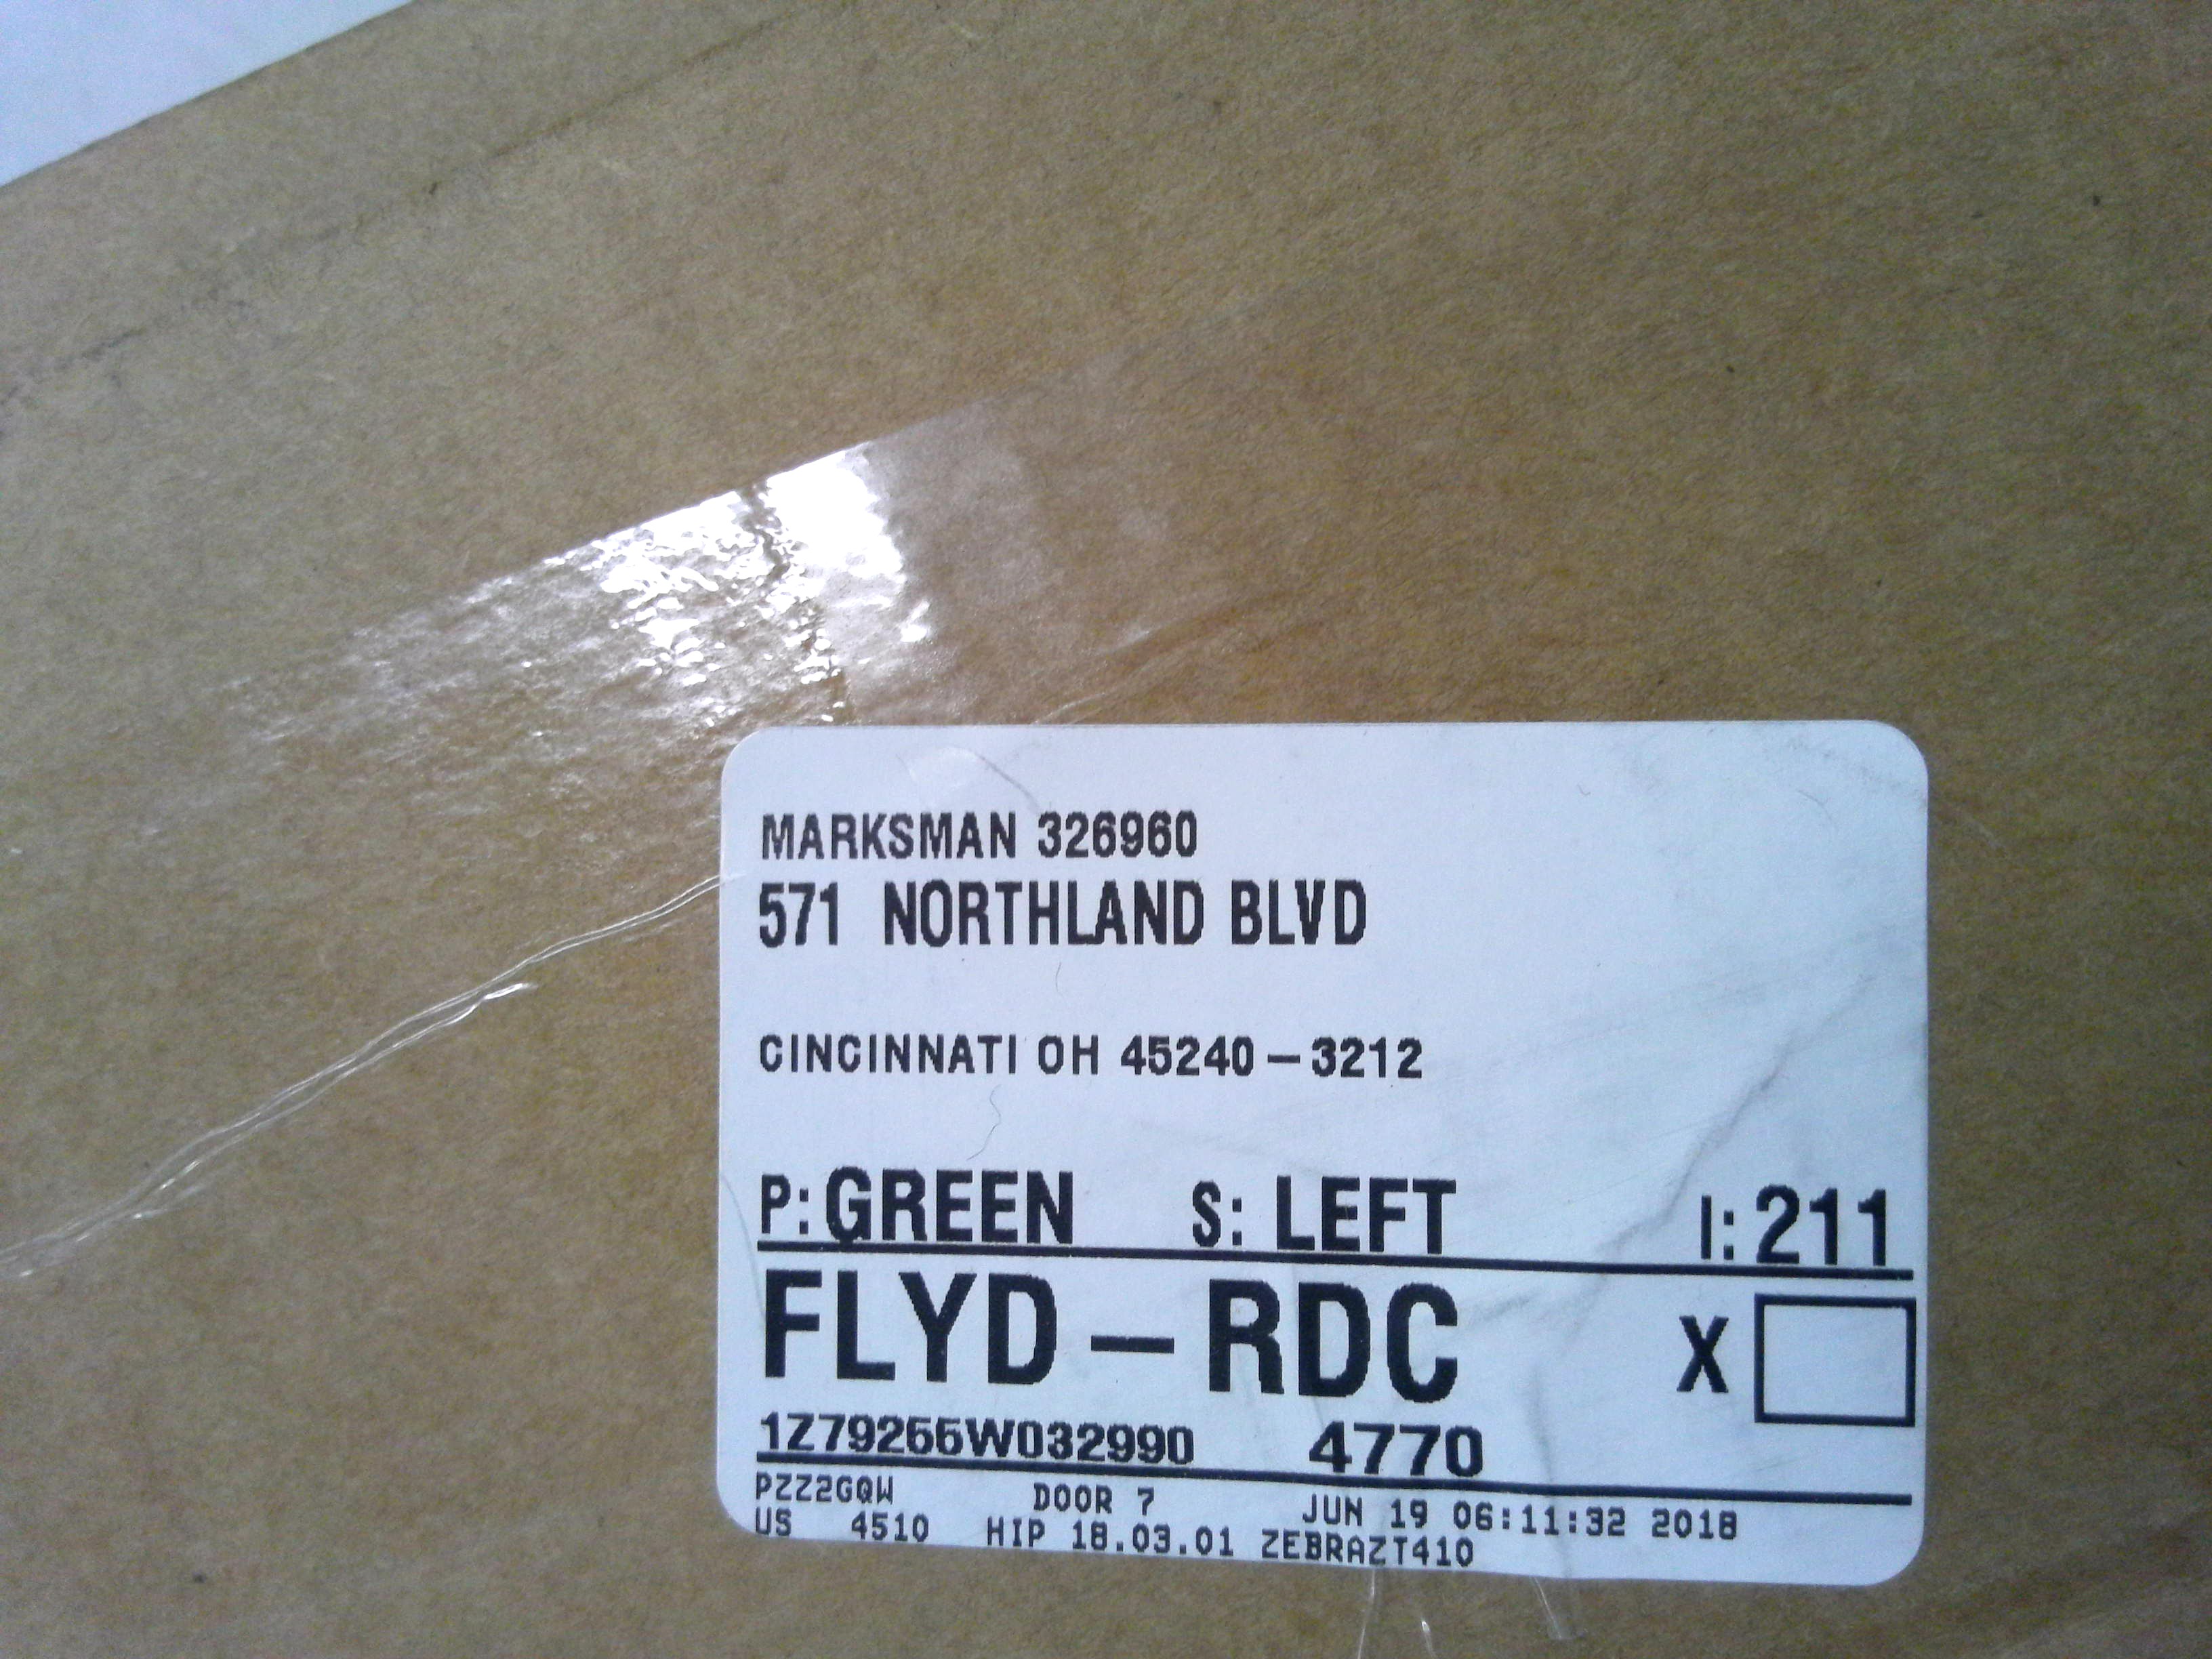 MARKSMAN 326960
571 NORTHLAND BLVD
CINCINNATI OH 45240-3212
P: GREEN S: LEFT I: 211
FLYD-RDC X
1Z79266W032990 4770
PZZ2GQW DOOR 7 JUN 19 06:11:32 2018
US 4510 HIP 18.03.01 ZEBRAZT410